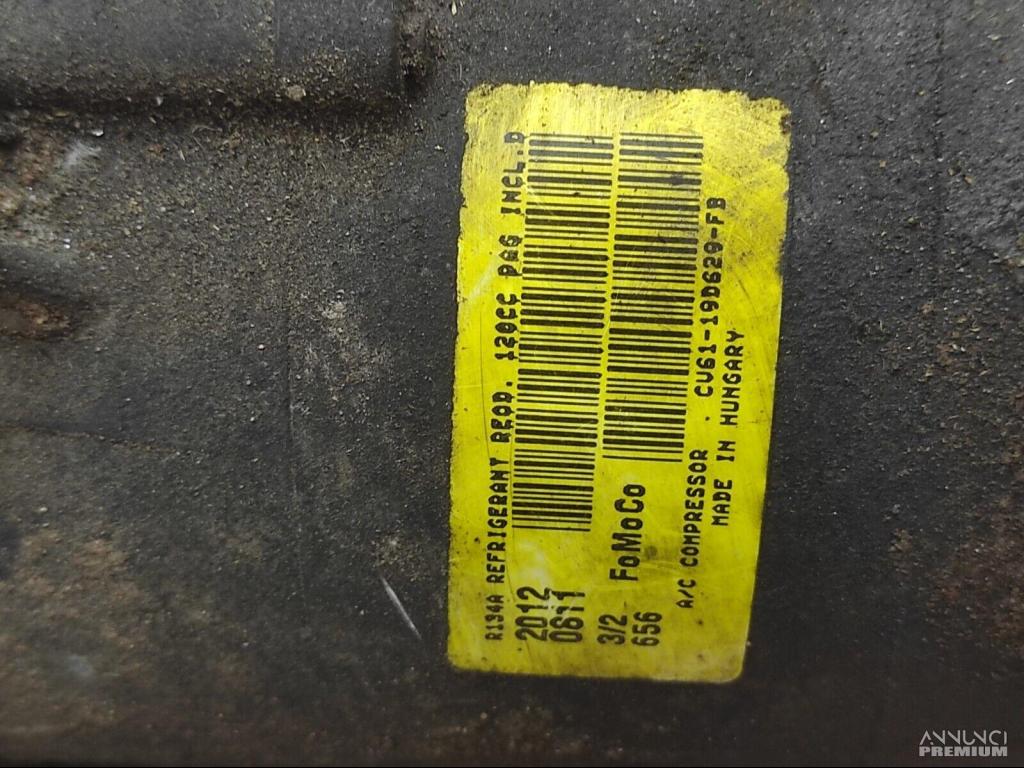 R134A REFRIGERANT REQD. 120CC PAG INCL.D
2012
0611
3/2 FoMoCo
656
A/C COMPRESSOR CV61-19D629-FB
MADE IN HUNGARY
ANNUNCI
PREMIUM